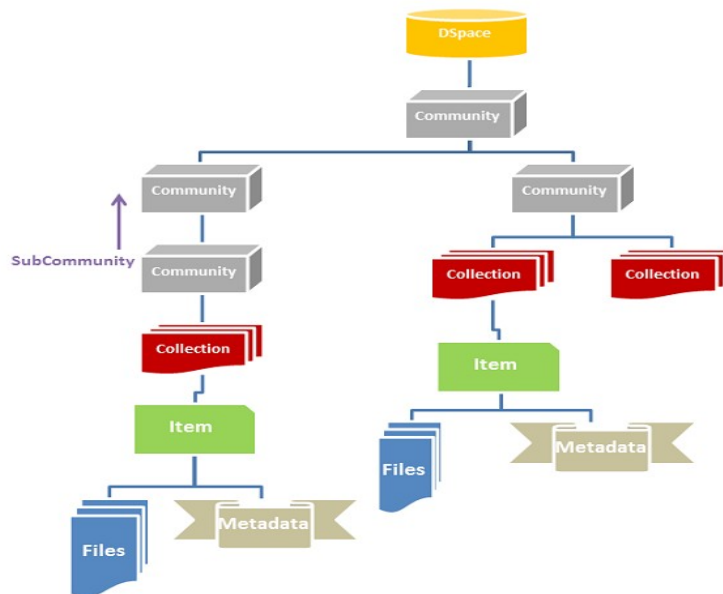 DSpace
Community
Community
Community
SubCommunity
Community
Collection
Collection
Collection
Item
Item
Files
Metadata
Files
Metadata